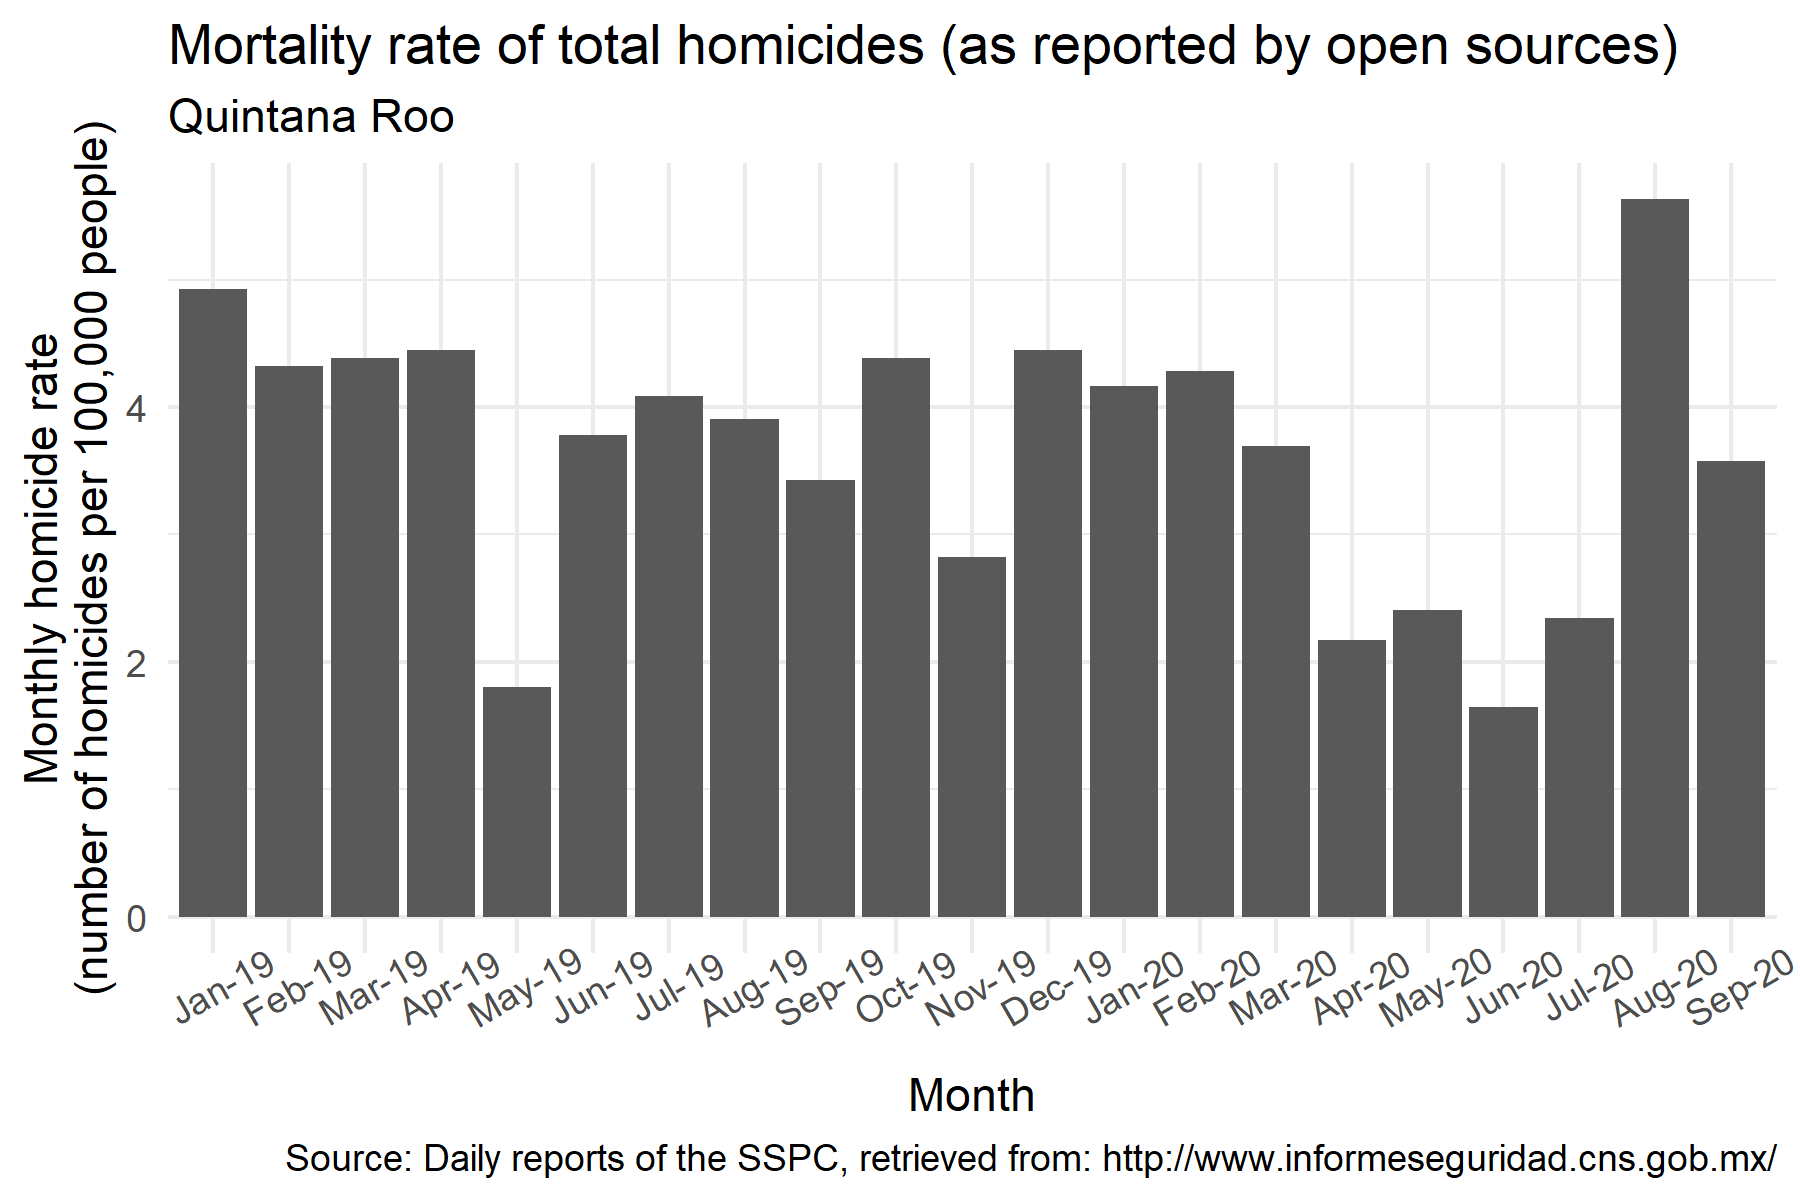 Mortality rate of total homicides (as reported by open sources)
Quintana Roo
Monthly homicide rate
(number of homicides per 100,000 people)
4
2
0
Jan-19
Feb-19
Mar-19
Apr-19
May-19
Jun-19
Jul-19
Aug-19
Sep-19
Oct-19
Nov-19
Dec-19
Jan-20
Feb-20
Mar-20
Apr-20
May-20
Jun-20
Jul-20
Aug-20
Sep-20
Month
Source: Daily reports of the SSPC, retrieved from: http://www.informeseguridad.cns.gob.mx/